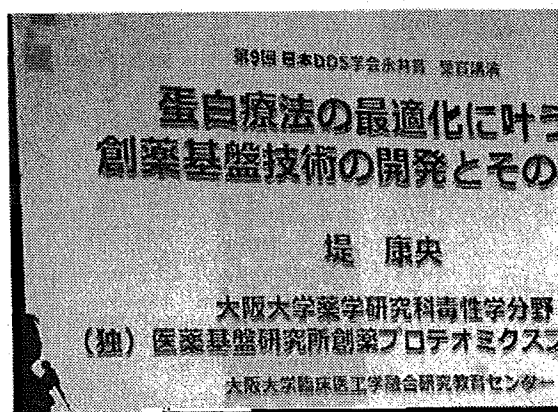 第9回 日本DDS学会永井賞 受賞講演
蛋白療法の最適化に叶う
創薬基盤技術の開発とその
堤 康央
大阪大学薬学研究科毒性学分野
(独) 医薬基盤研究所創薬プロテオミクスプ
大阪大学臨床医工学融合研究教育センター